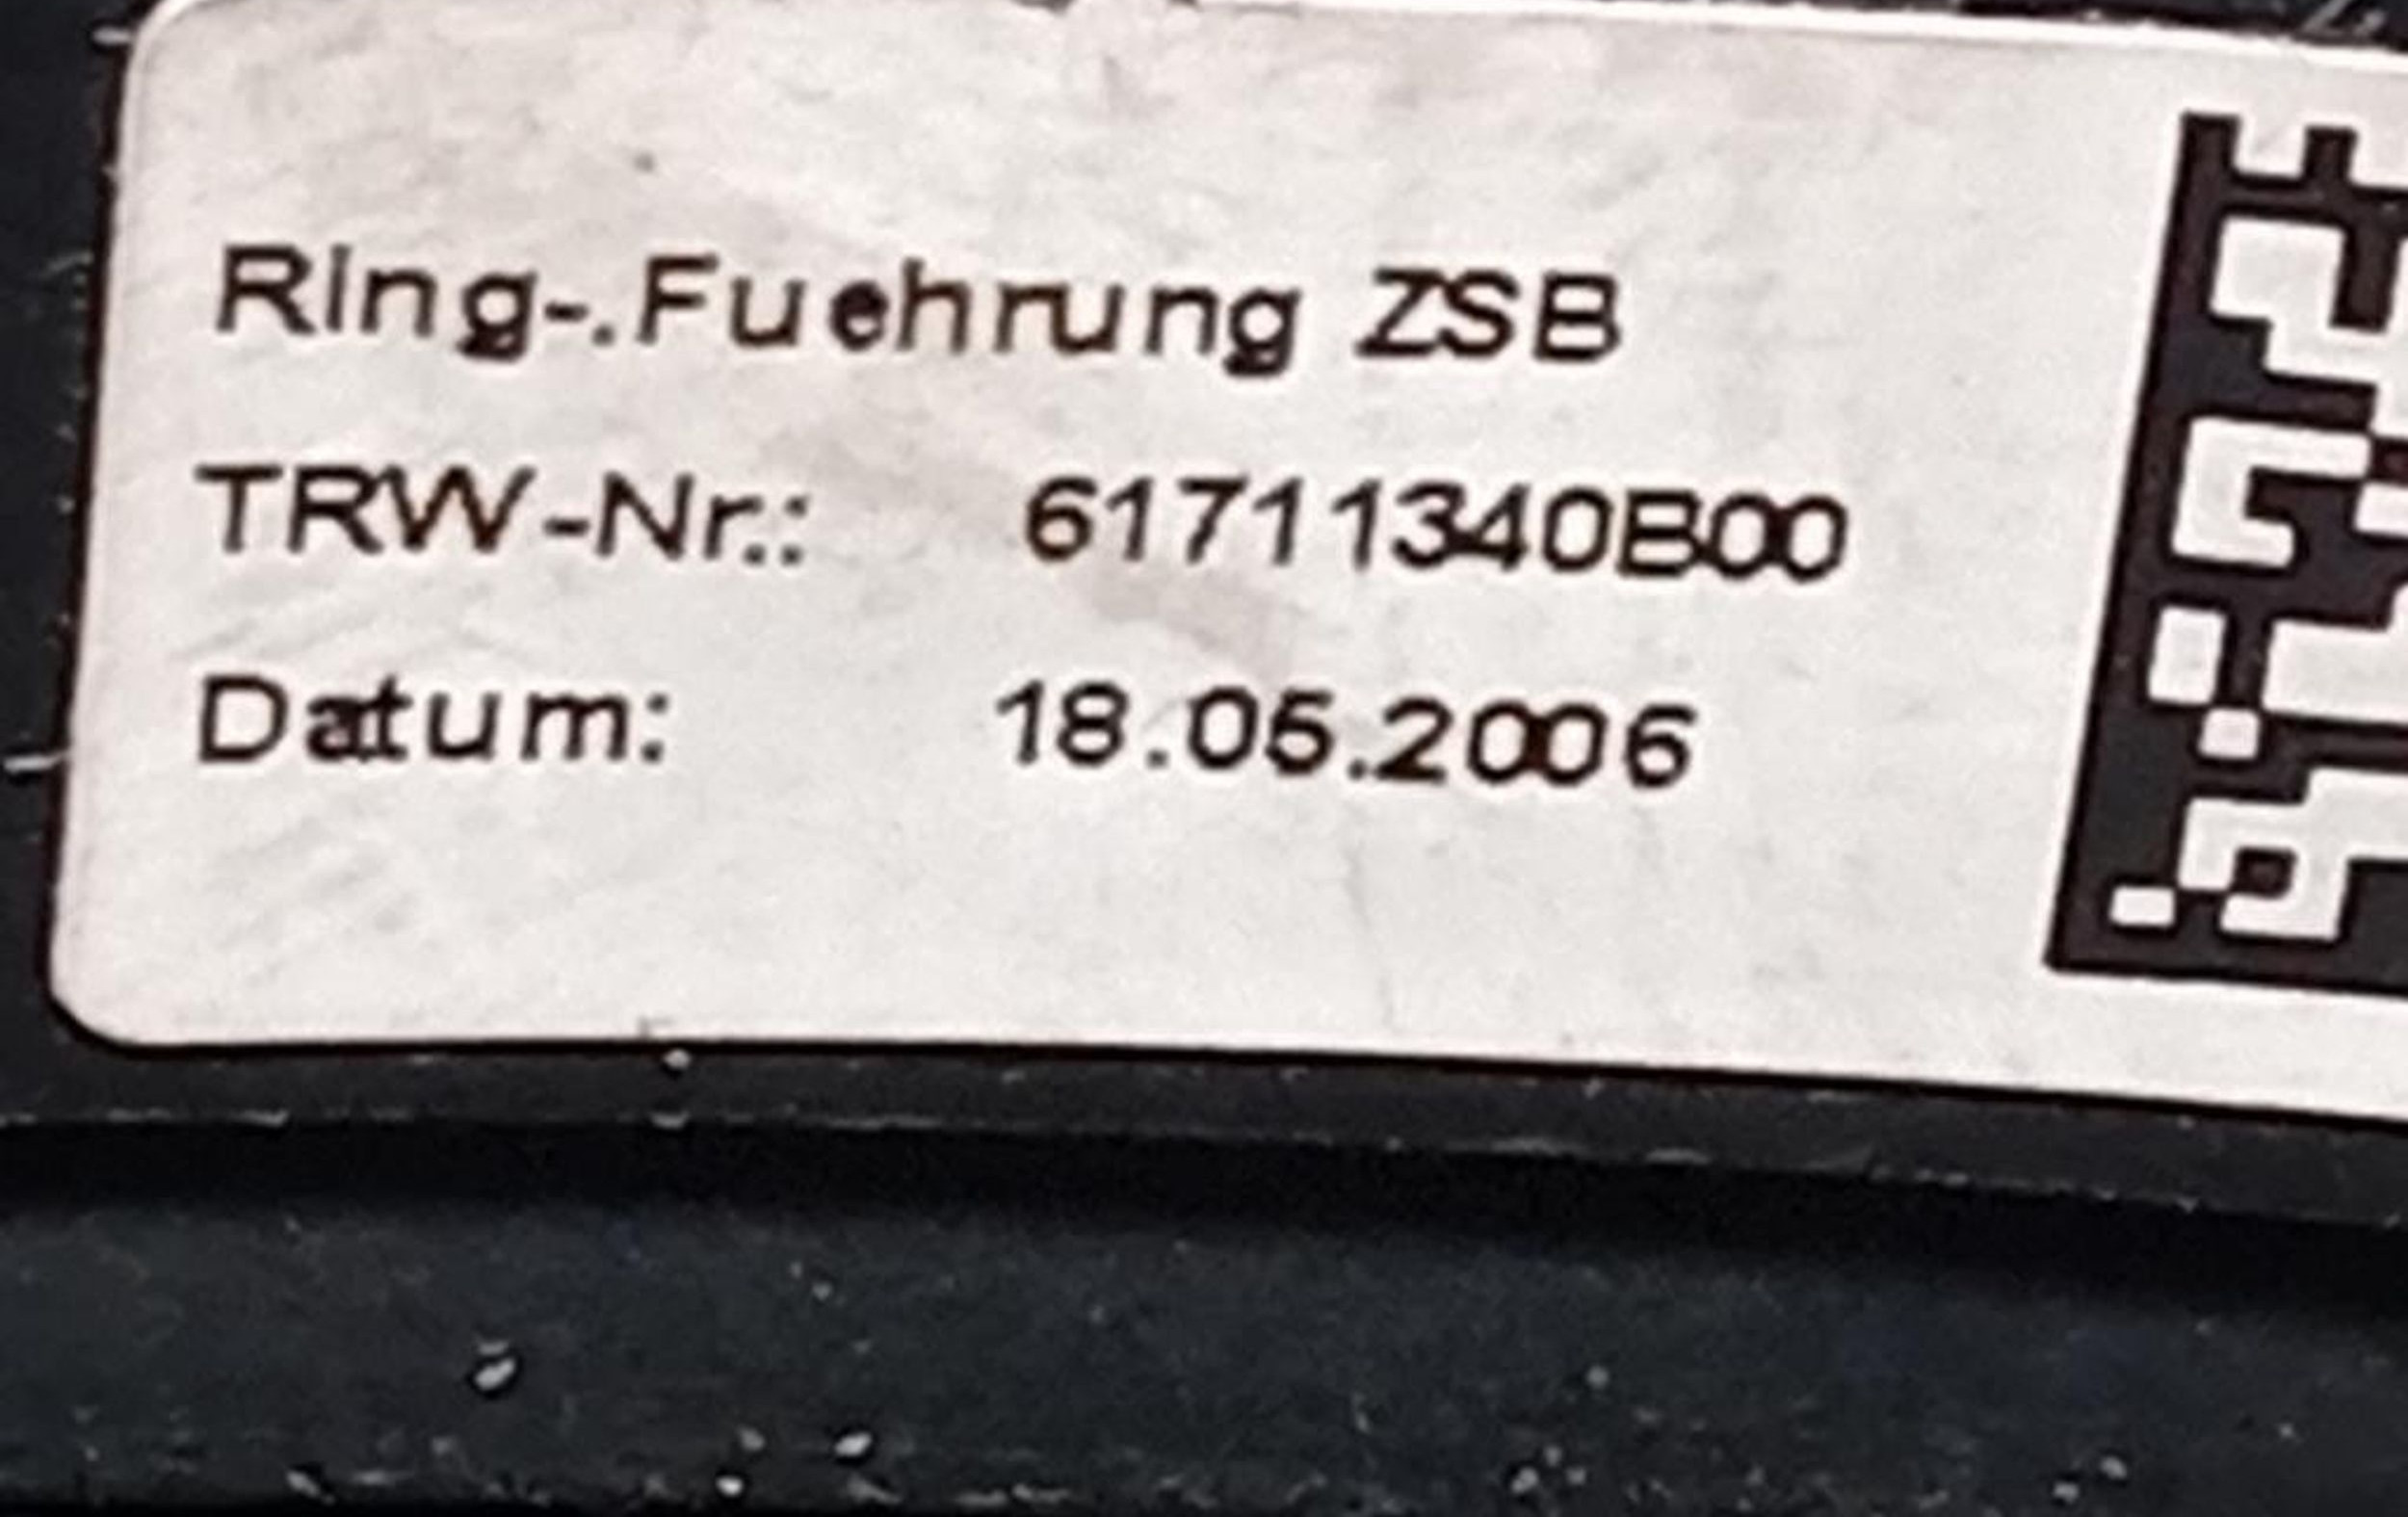 Ring-.Fuehrung ZSB
TRW-Nr.: 61711340B00
Datum: 18.05.2006